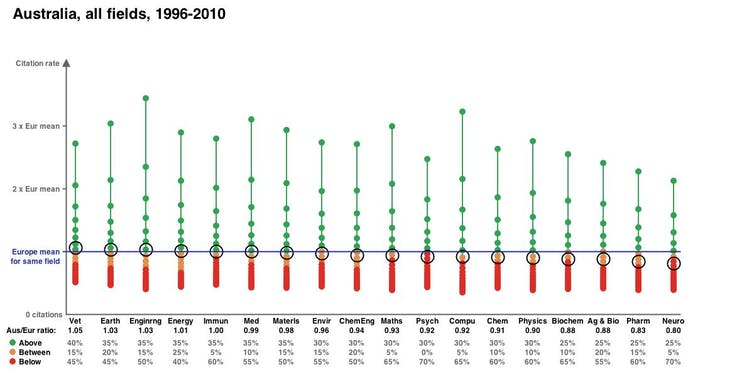 Australia, all fields, 1996-2010
Citation rate
3 x Eur mean
2 x Eur mean
Europe mean
for same field
0 citations
Vet Earth Enginrng Energy Immun Med Materls Envir ChemEng Maths Psych Compu Chem Physics Biochem Ag & Bio Pharm Neuro
Aus/Eur ratio: 1.05 1.03 1.03 1.01 1.00 0.99 0.98 0.96 0.94 0.93 0.92 0.92 0.91 0.90 0.88 0.88 0.83 0.80
Above 40% 35% 35% 35% 35% 35% 35% 35% 35% 30% 30% 35% 30% 30% 25% 25% 25% 25%
Between 15% 20% 15% 25% 5% 10% 15% 15% 20% 5% 0% 5% 10% 10% 10% 20% 15% 5%
Below 45% 45% 50% 40% 60% 55% 50% 55% 50% 65% 70% 65% 60% 60% 65% 55% 60% 70%